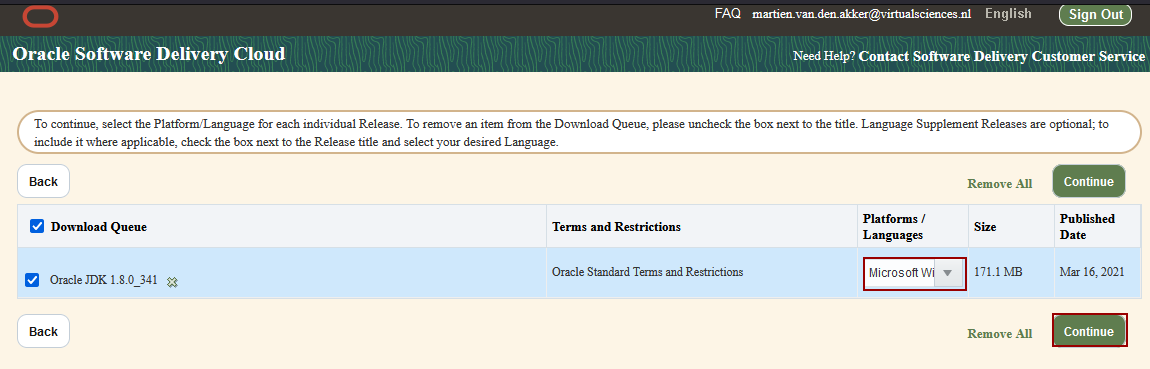 FAQ martien.van.den.akker@virtualsciences.nl English Sign Out
Oracle Software Delivery Cloud
Need Help? Contact Software Delivery Customer Service
To continue, select the Platform/Language for each individual Release. To remove an item from the Download Queue, please uncheck the box next to the title. Language Supplement Releases are optional; to
include it where applicable, check the box next to the Release title and select your desired Language.
Back
Remove All
Continue
Download Queue
Terms and Restrictions
Platforms /
Languages
Size
Published
Date
Oracle JDK 1.8.0_341
Oracle Standard Terms and Restrictions
Microsoft Wi
171.1 MB
Mar 16, 2021
Back
Remove All
Continue